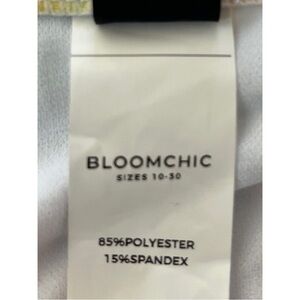 BLOOMCHIC
SIZES 10-30
85%POLYESTER
15%SPANDEX